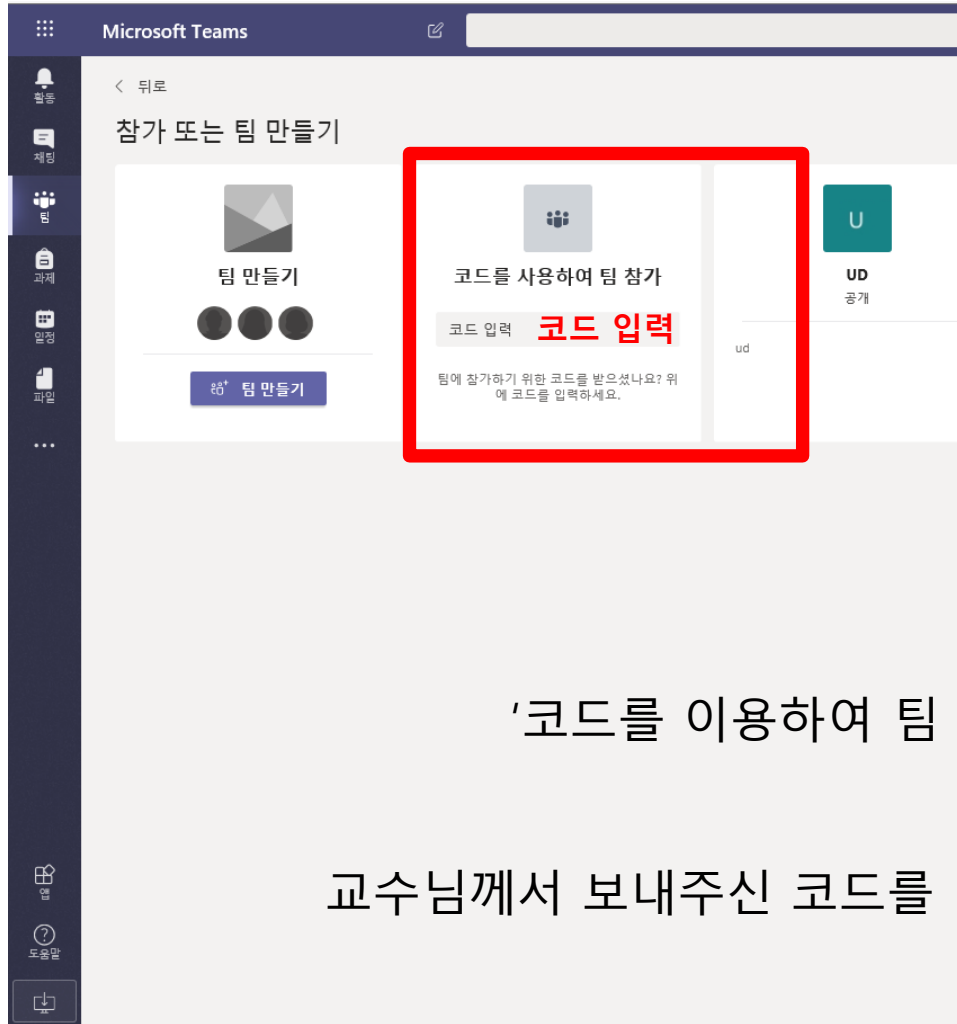 Microsoft Teams
활동
채팅
팀
과제
일정
파일
앱
도움말
뒤로
참가 또는 팀 만들기
팀 만들기
팀 만들기
코드를 사용하여 팀 참가
코드 입력 코드 입력
팀에 참가하기 위한 코드를 받으셨나요? 위
에 코드를 입력하세요.
U
UD
공개
ud
'코드를 이용하여 팀
교수님께서 보내주신 코드를